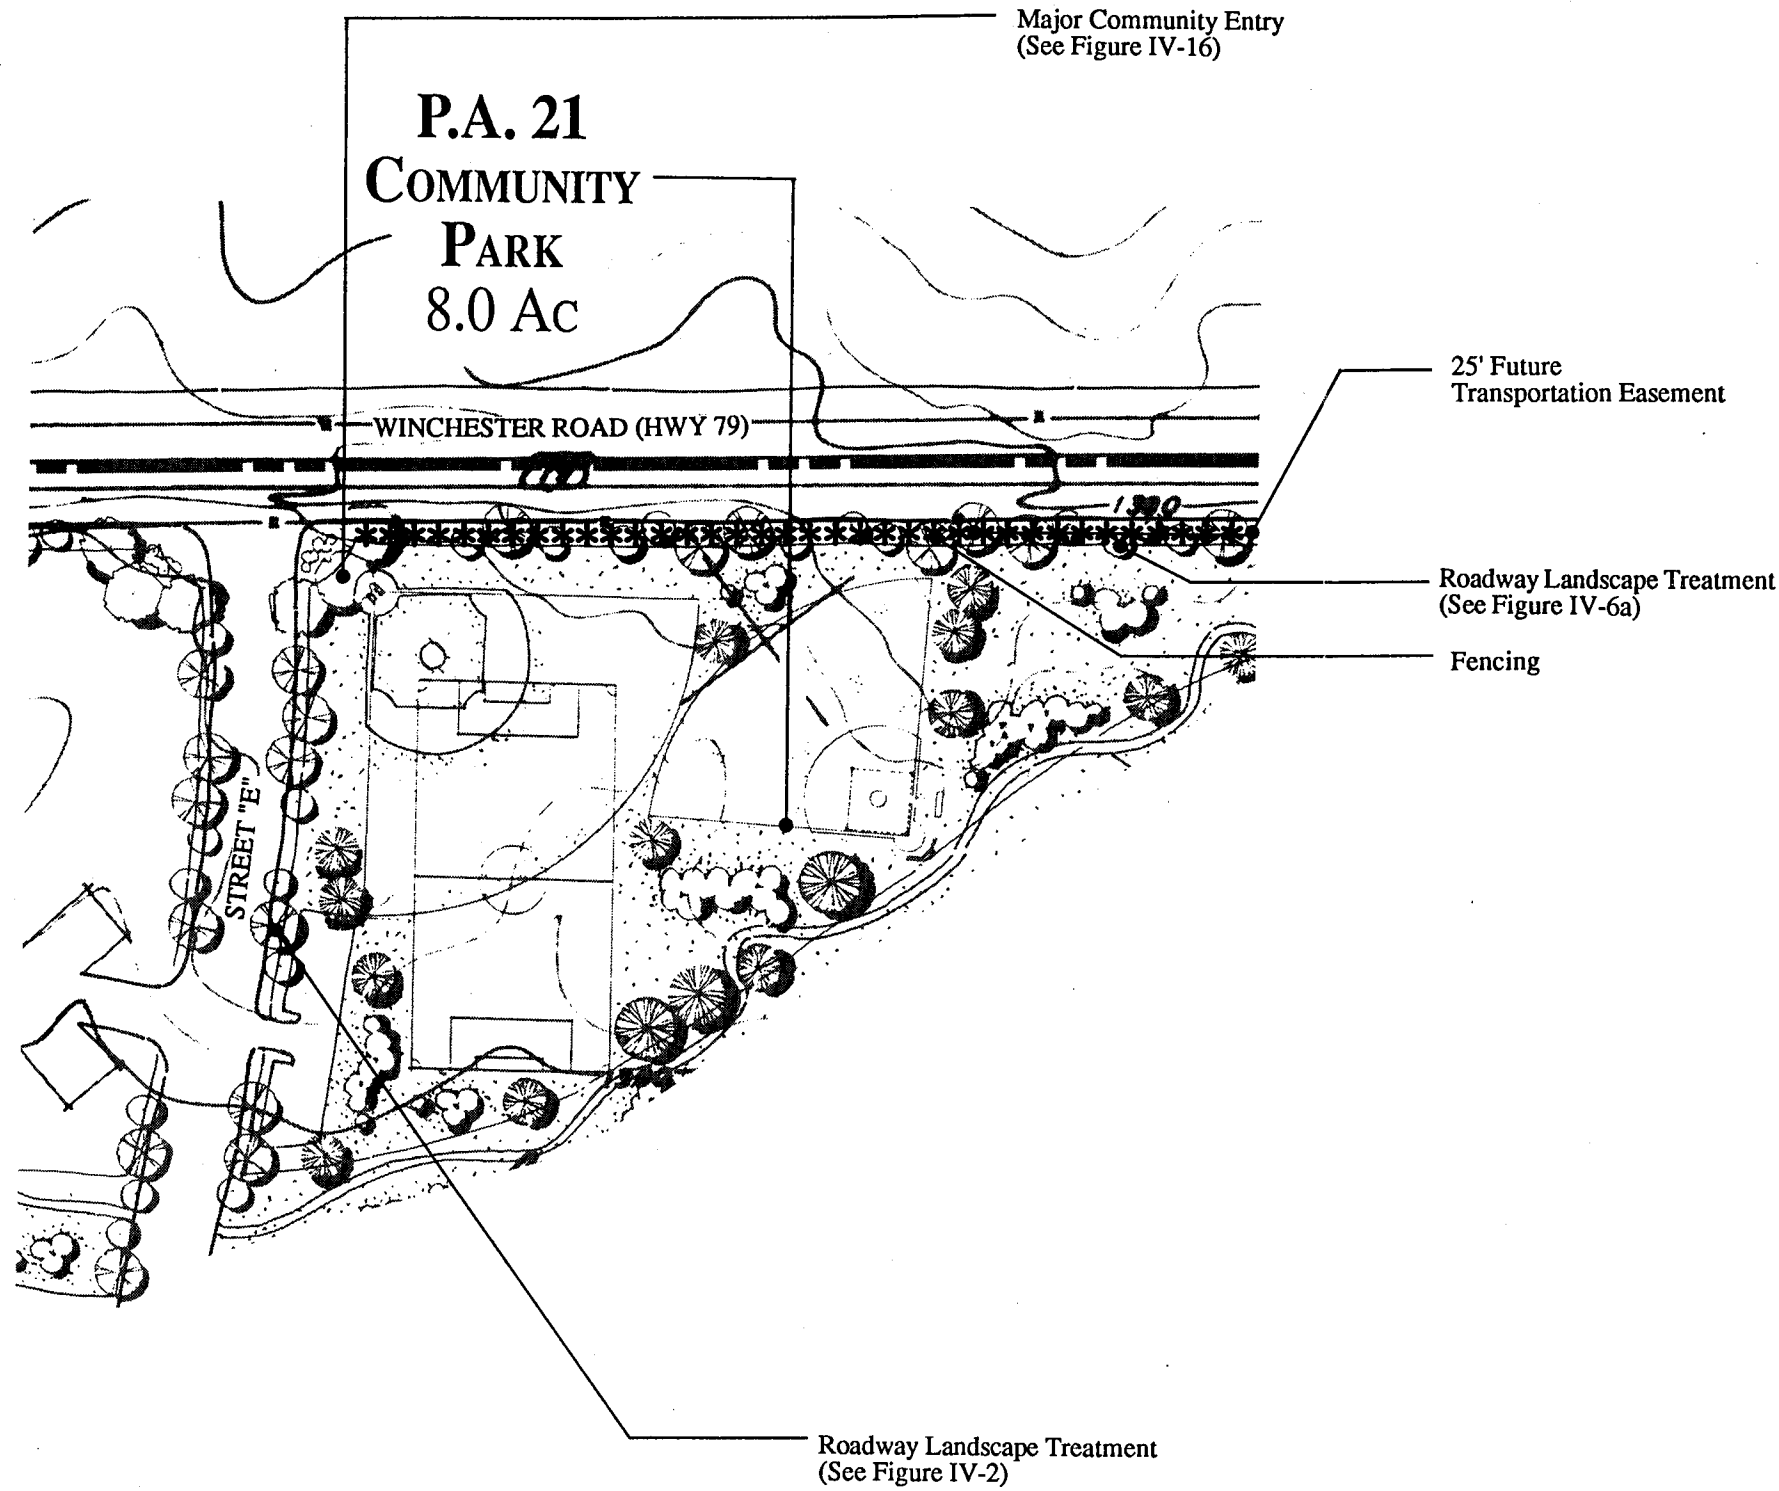 Major Community Entry
(See Figure IV-16)
P.A. 21
COMMUNITY
PARK
8.0 AC
25' Future
Transportation Easement
WINCHESTER ROAD (HWY 79)
Roadway Landscape Treatment
(See Figure IV-6a)
Fencing
STREET "E"
Roadway Landscape Treatment
(See Figure IV-2)